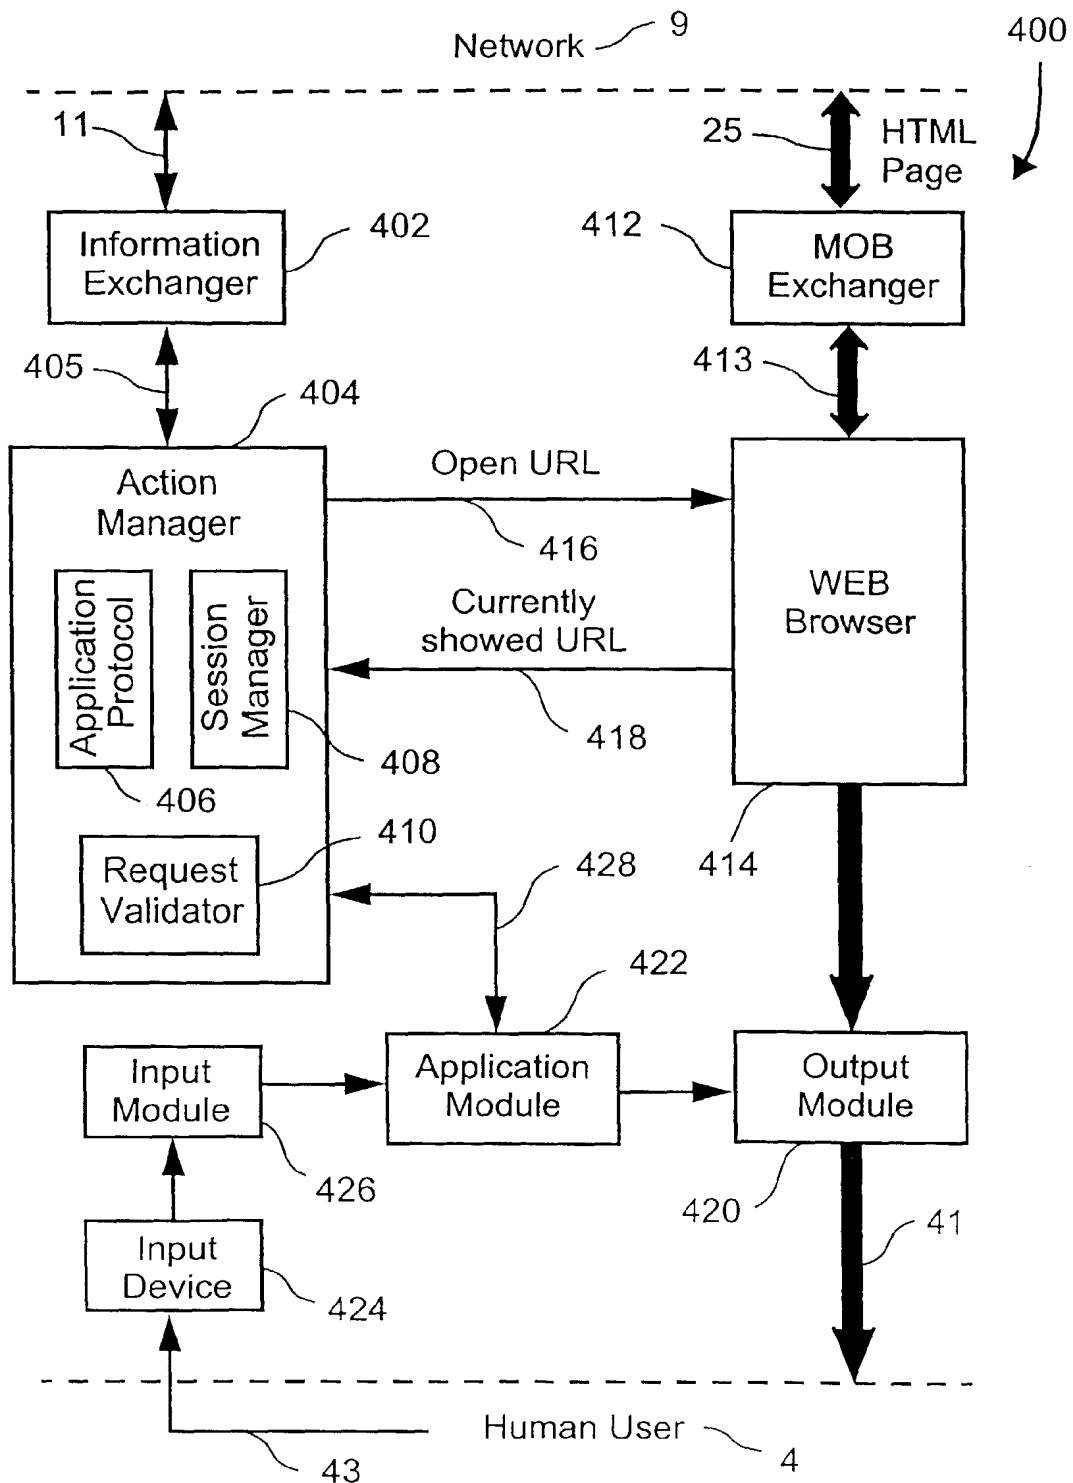 Network
9
400
11
25
HTML
Page
Information
Exchanger
402
412
MOB
Exchanger
405
413
404
Action
Manager
Open URL
416
WEB
Browser
Currently
showed URL
418
Application
Protocol
406
Session
Manager
408
414
Request
Validator
410
428
422
Input
Module
426
Application
Module
Output
Module
420
41
Input
Device
424
Human User
4
43